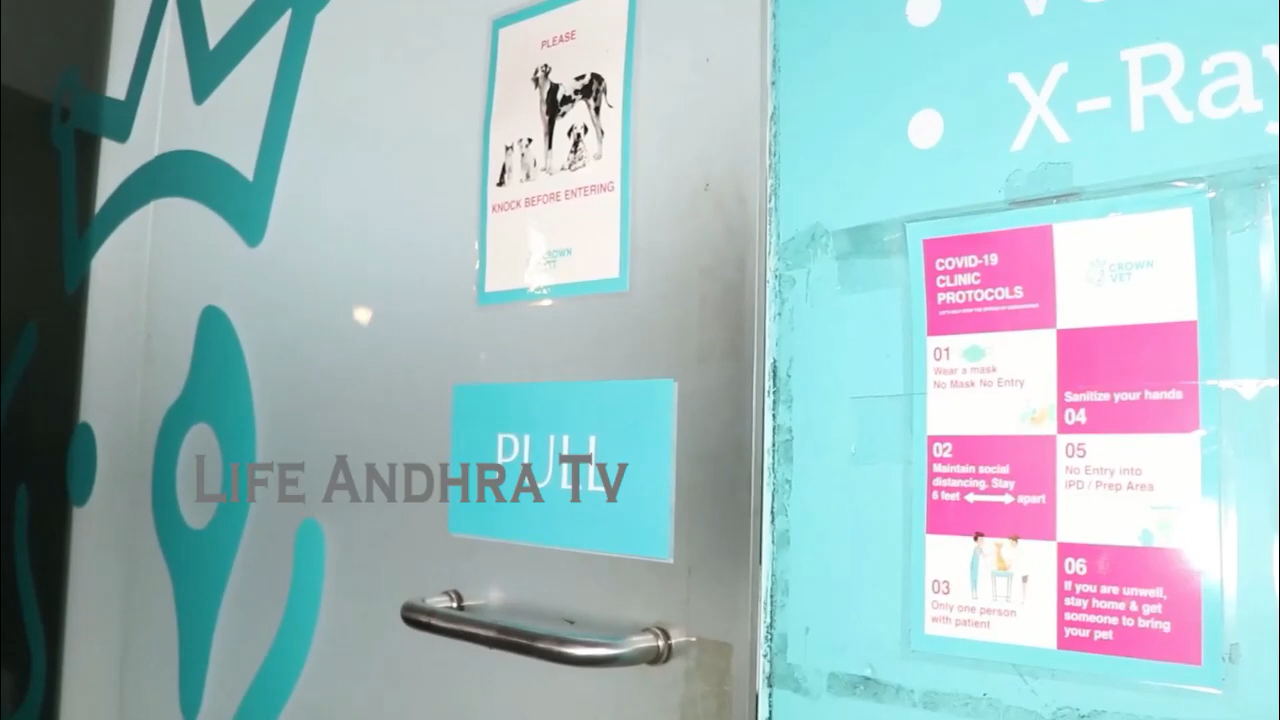 PLEASE
KNOCK BEFORE ENTERING
CROWN
VET
PULL
LIFE ANDHRA TV
X-Ray
COVID-19
CLINIC
PROTOCOLS
CROWN
VET
01
Wear a mask
No Mask No Entry
Sanitize your hands
04
02
Maintain social
distancing. Stay
6 feet apart
05
No Entry into
IPD / Prep Area
03
Only one person
with patient
06
If you are unwell,
stay home & get
someone to bring
your pet